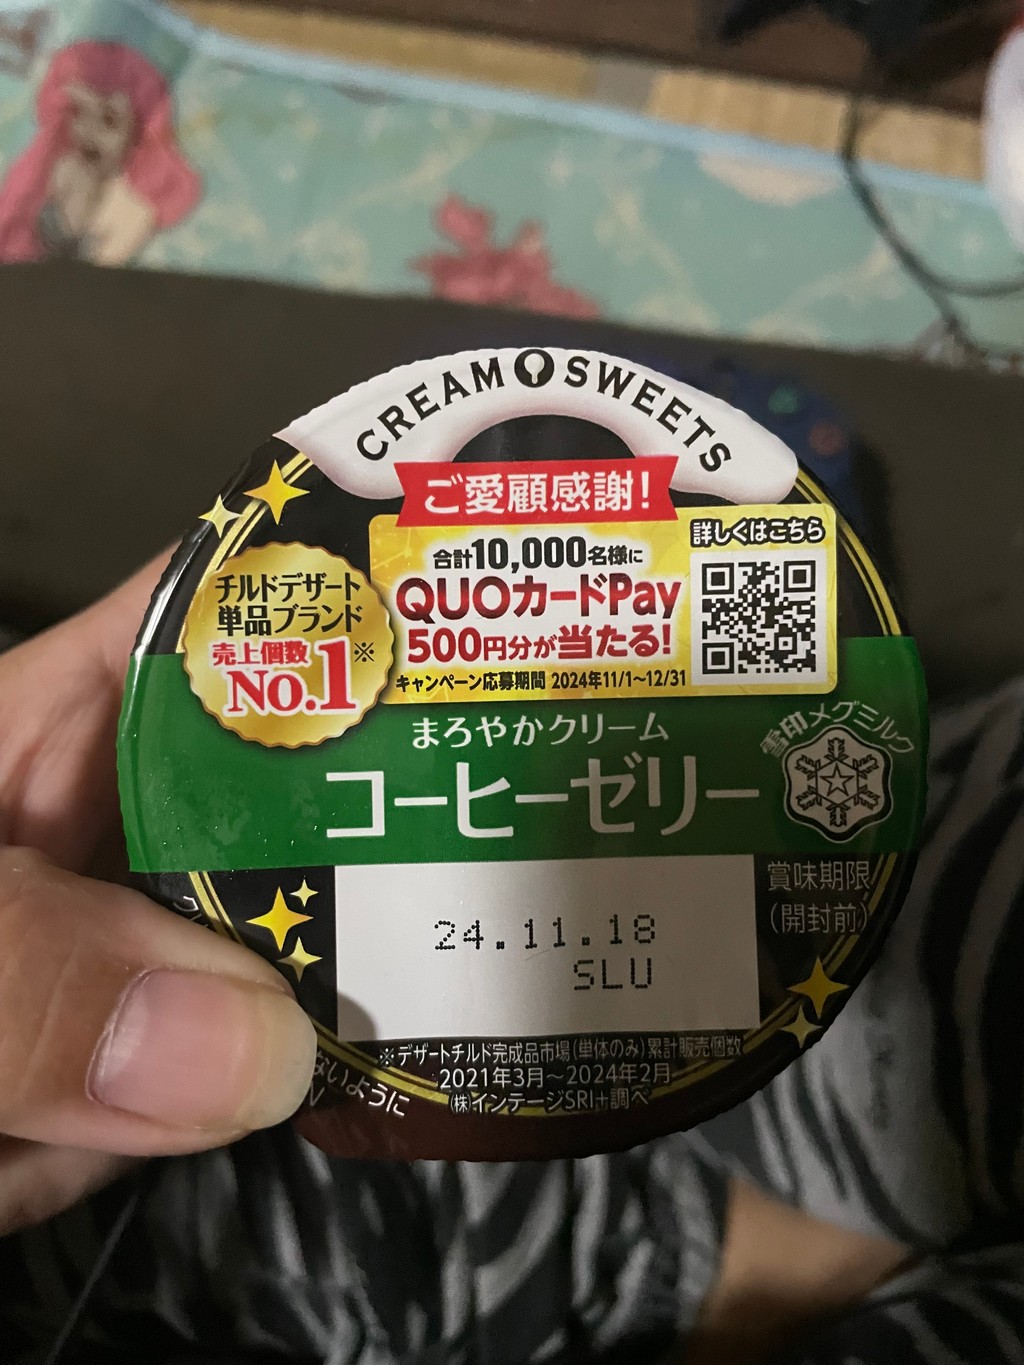 CREAM SWEETS
ご愛顧感謝!
合計10,000名様に
QUOカードPay
500円分が当たる!
キャンペーン応募期間 2024年11/1〜12/31
詳しくはこちら
チルドデザート
単品ブランド
売上個数※
No.1
まろやかクリーム
コーヒーゼリー
雪印メグミルク
賞味期限
(開封前)
24.11.18
SLU
※デザートチルド完成品市場(単体のみ)累計販売個数
2021年3月〜2024年2月
(株)インテージSRI+調べ
ないように